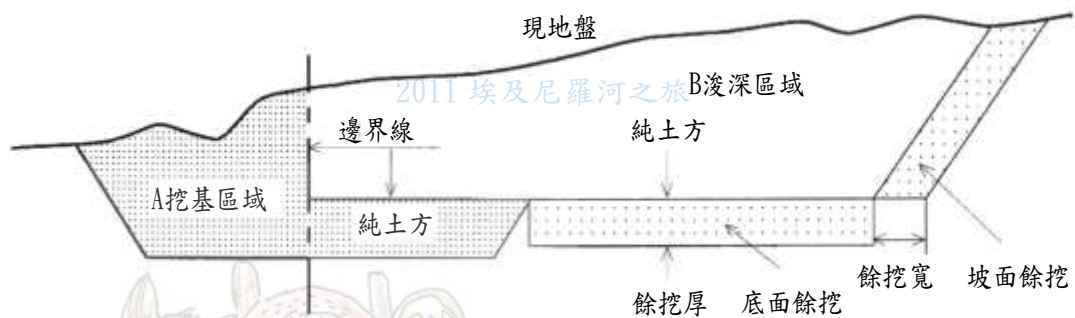 現地盤
2011 埃及尼羅河之旅
B浚深區域
邊界線
純土方
A挖基區域
純土方
餘挖寬
坡面餘挖
餘挖厚
底面餘挖